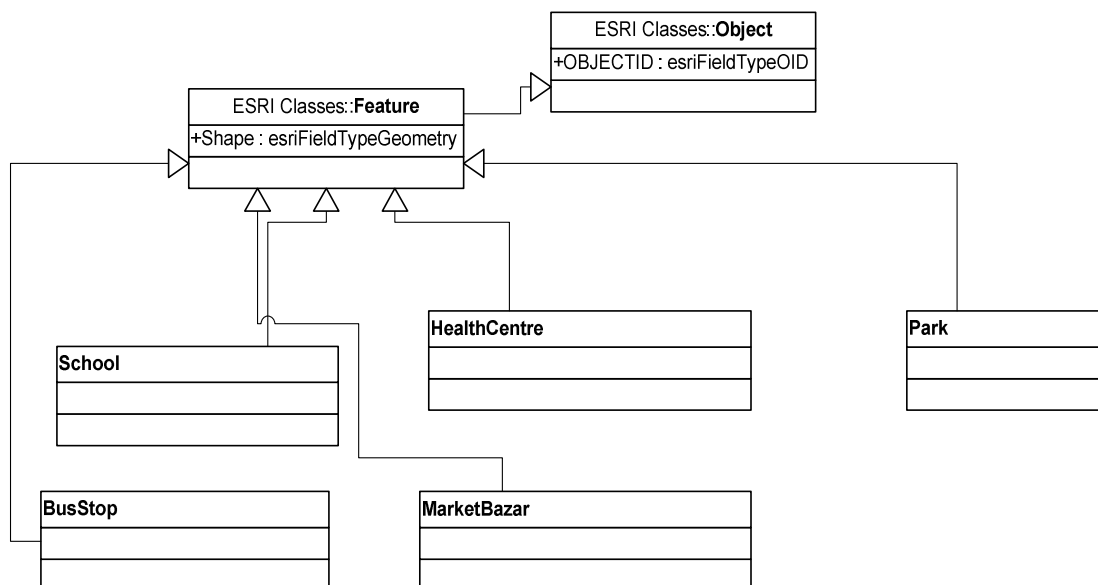 ESRI Classes::Object
+OBJECTID : esriFieldTypeOID
ESRI Classes::Feature
+Shape : esriFieldTypeGeometry
HealthCentre
Park
School
BusStop
MarketBazar